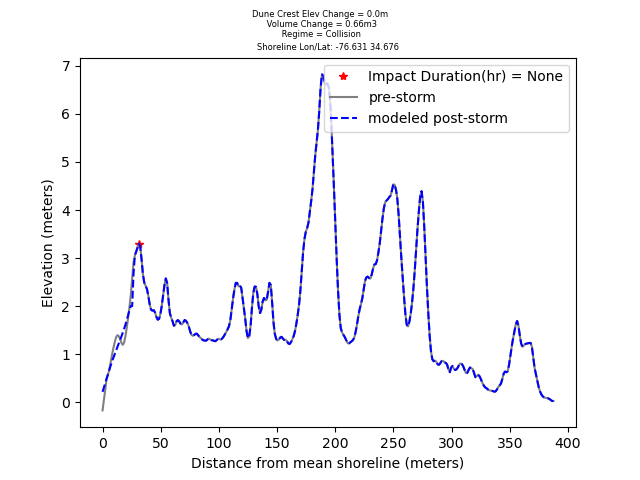 Dune Crest Elev Change = 0.0m
Volume Change = 0.66m3
Regime = Collision
Shoreline Lon/Lat: -76.631 34.676
Impact Duration(hr) = None
pre-storm
modeled post-storm
Elevation (meters)
7
6
5
4
3
2
1
0
0 50 100 150 200 250 300 350 400
Distance from mean shoreline (meters)